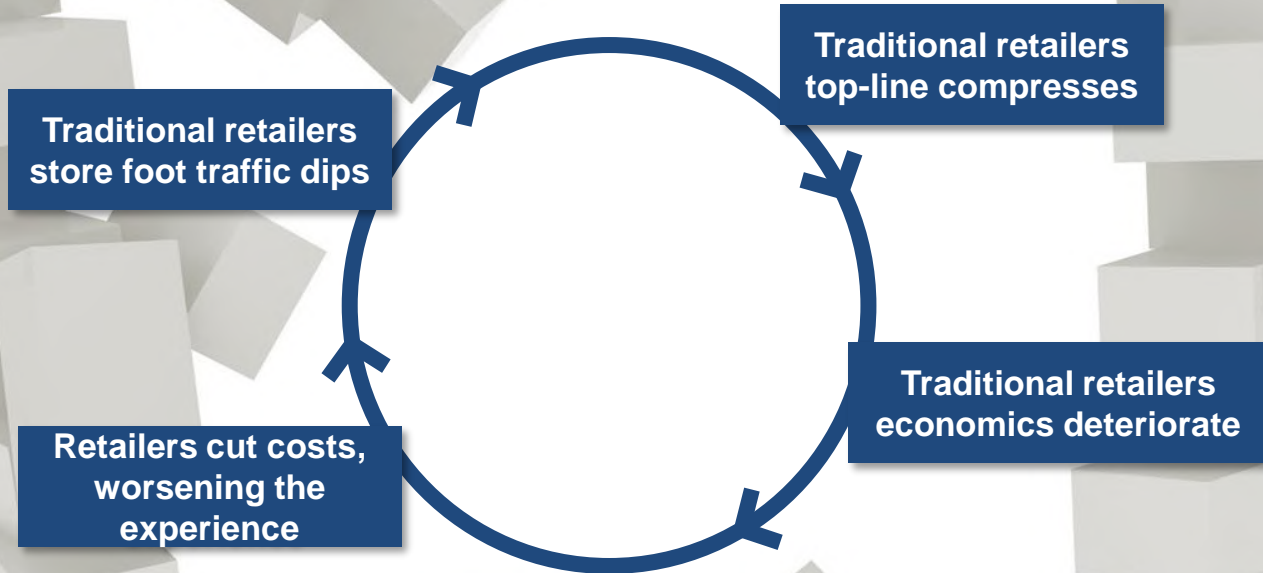 Traditional retailers
top-line compresses
Traditional retailers
store foot traffic dips
Traditional retailers
economics deteriorate
Retailers cut costs,
worsening the
experience